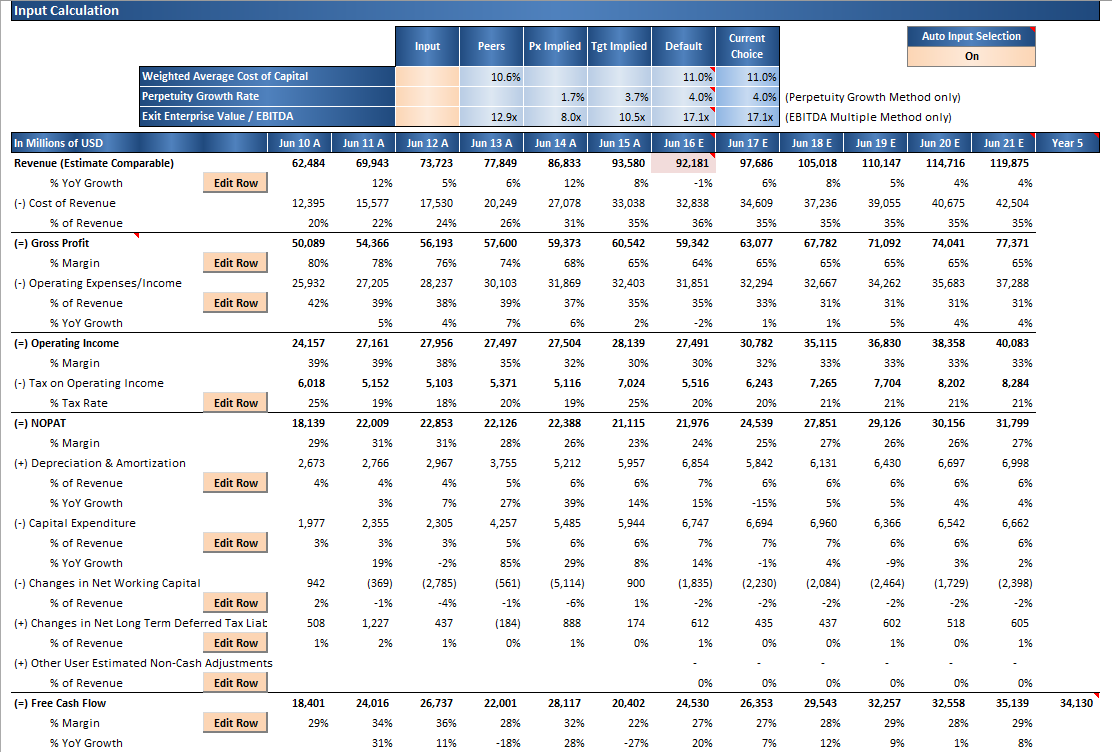 Input Calculation
Input Peers Px Implied Tgt Implied Default Current Choice
Auto Input Selection
On
Weighted Average Cost of Capital 10.6% 11.0% 11.0%
Perpetuity Growth Rate 1.7% 3.7% 4.0% 4.0% (Perpetuity Growth Method only)
Exit Enterprise Value / EBITDA 12.9x 8.0x 10.5x 17.1x 17.1x (EBITDA Multiple Method only)
In Millions of USD Jun 10 A Jun 11 A Jun 12 A Jun 13 A Jun 14 A Jun 15 A Jun 16 E Jun 17 E Jun 18 E Jun 19 E Jun 20 E Jun 21 E Year 5
Revenue (Estimate Comparable) 62,484 69,943 73,723 77,849 86,833 93,580 92,181 97,686 105,018 110,147 114,716 119,875
% YoY Growth Edit Row 12% 5% 6% 12% 8% -1% 6% 8% 5% 4% 4%
(-) Cost of Revenue 12,395 15,577 17,530 20,249 27,078 33,038 32,838 34,609 37,236 39,055 40,675 42,504
% of Revenue 20% 22% 24% 26% 31% 35% 36% 35% 35% 35% 35% 35%
(=) Gross Profit 50,089 54,366 56,193 57,600 59,373 60,542 59,342 63,077 67,782 71,092 74,041 77,371
% Margin Edit Row 80% 78% 76% 74% 68% 65% 64% 65% 65% 65% 65% 65%
(-) Operating Expenses/Income 25,932 27,205 28,237 30,103 31,869 32,403 31,851 32,294 32,667 34,262 35,683 37,288
% of Revenue Edit Row 42% 39% 38% 39% 37% 35% 35% 33% 31% 31% 31% 31%
% YoY Growth 5% 4% 7% 6% 2% -2% 1% 1% 5% 4% 4%
(=) Operating Income 24,157 27,161 27,956 27,497 27,504 28,139 27,491 30,782 35,115 36,830 38,358 40,083
% Margin 39% 39% 38% 35% 32% 30% 30% 32% 33% 33% 33% 33%
(-) Tax on Operating Income 6,018 5,152 5,103 5,371 5,116 7,024 5,516 6,243 7,265 7,704 8,202 8,284
% Tax Rate Edit Row 25% 19% 18% 20% 19% 25% 20% 20% 21% 21% 21% 21%
(=) NOPAT 18,139 22,009 22,853 22,126 22,388 21,115 21,976 24,539 27,851 29,126 30,156 31,799
% Margin 29% 31% 31% 28% 26% 23% 24% 25% 27% 26% 26% 27%
(+) Depreciation & Amortization 2,673 2,766 2,967 3,755 5,212 5,957 6,854 5,842 6,131 6,430 6,697 6,998
% of Revenue Edit Row 4% 4% 4% 5% 6% 6% 7% 6% 6% 6% 6% 6%
% YoY Growth 3% 7% 27% 39% 14% 15% -15% 5% 5% 4% 4%
(-) Capital Expenditure 1,977 2,355 2,305 4,257 5,485 5,944 6,747 6,694 6,960 6,366 6,542 6,662
% of Revenue Edit Row 3% 3% 3% 5% 6% 6% 7% 7% 7% 6% 6% 6%
% YoY Growth 19% -2% 85% 29% 8% 14% -1% 4% -9% 3% 2%
(-) Changes in Net Working Capital 942 (369) (2,785) (561) (5,114) 900 (1,835) (2,230) (2,084) (2,464) (1,729) (2,398)
% of Revenue Edit Row 2% -1% -4% -1% -6% 1% -2% -2% -2% -2% -2% -2%
(+) Changes in Net Long Term Deferred Tax Liab 508 1,227 437 (184) 888 174 612 435 437 602 518 605
% of Revenue Edit Row 1% 2% 1% 0% 1% 0% 1% 0% 0% 1% 0% 1%
(+) Other User Estimated Non-Cash Adjustments - - - - - -
% of Revenue Edit Row 0% 0% 0% 0% 0% 0%
(=) Free Cash Flow 18,401 24,016 26,737 22,001 28,117 20,402 24,530 26,353 29,543 32,257 32,558 35,139 34,130
% Margin Edit Row 29% 34% 36% 28% 32% 22% 27% 27% 28% 29% 28% 29%
% YoY Growth 31% 11% -18% 28% -27% 20% 7% 12% 9% 1% 8%